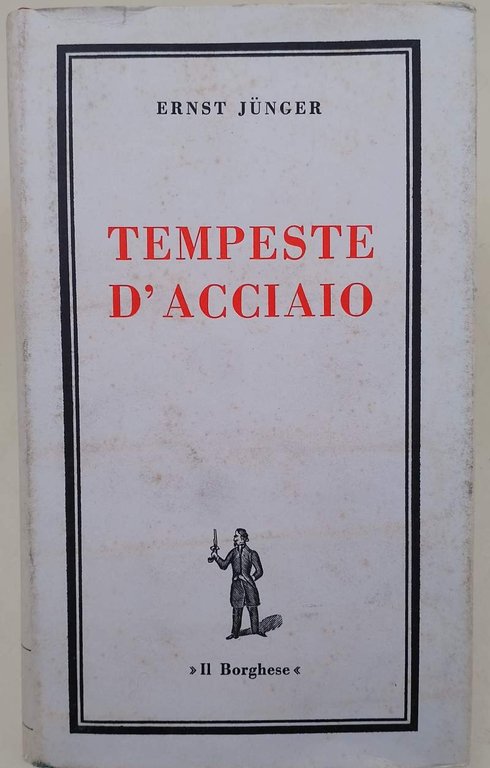 ERNST JÜNGER
TEMPESTE
D'ACCIAIO
»Il Borghese«